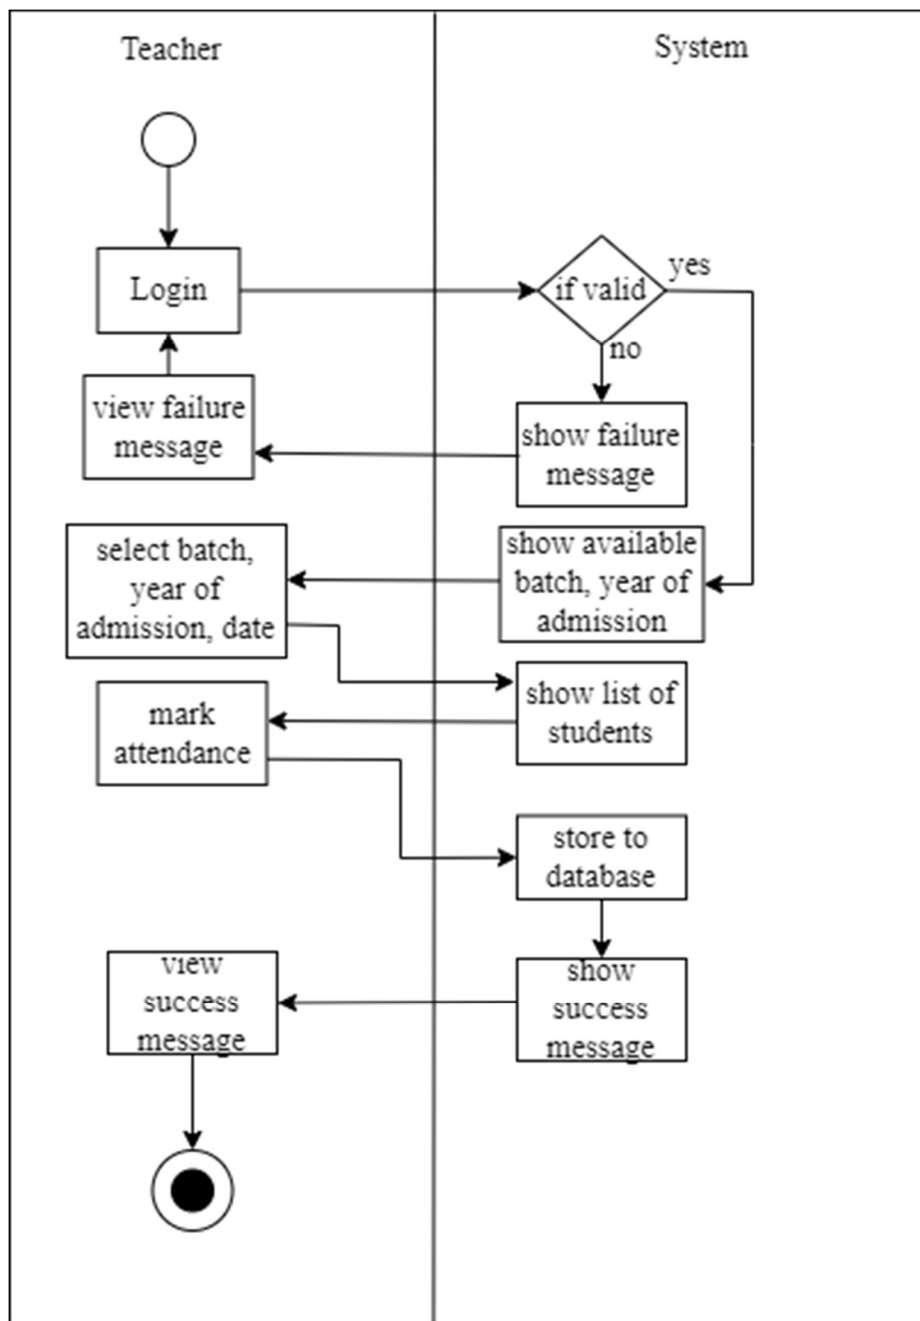 Teacher
System
Login
if valid
yes
no
view failure
message
show failure
message
select batch,
year of
admission, date
show available
batch, year of
admission
show list of
students
mark
attendance
store to
database
view
success
message
show
success
message